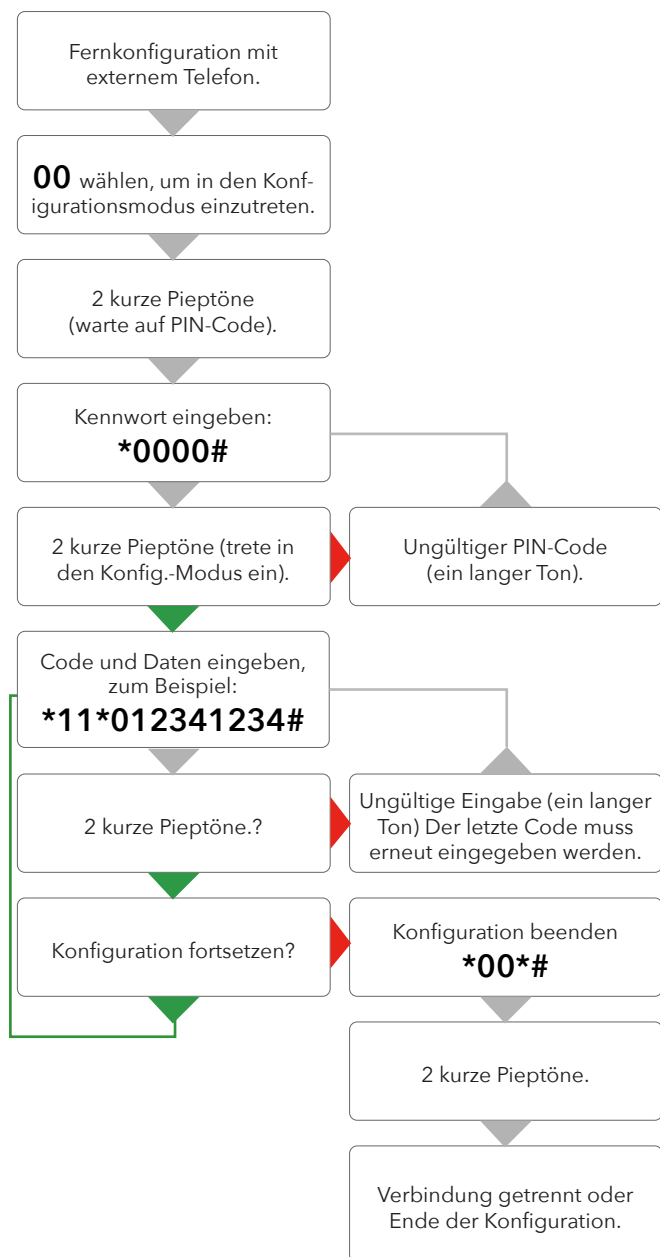 Fernkonfiguration mit
externem Telefon.
00 wählen, um in den Konf-
igurationsmodus einzutreten.
2 kurze Pieptöne
(warte auf PIN-Code).
Kennwort eingeben:
*0000#
2 kurze Pieptöne (trete in
den Konfig.-Modus ein).
Ungültiger PIN-Code
(ein langer Ton).
Code und Daten eingeben,
zum Beispiel:
*11*012341234#
2 kurze Pieptöne.?
Ungültige Eingabe (ein langer
Ton) Der letzte Code muss
erneut eingegeben werden.
Konfiguration fortsetzen?
Konfiguration beenden
*00*#
2 kurze Pieptöne.
Verbindung getrennt oder
Ende der Konfiguration.